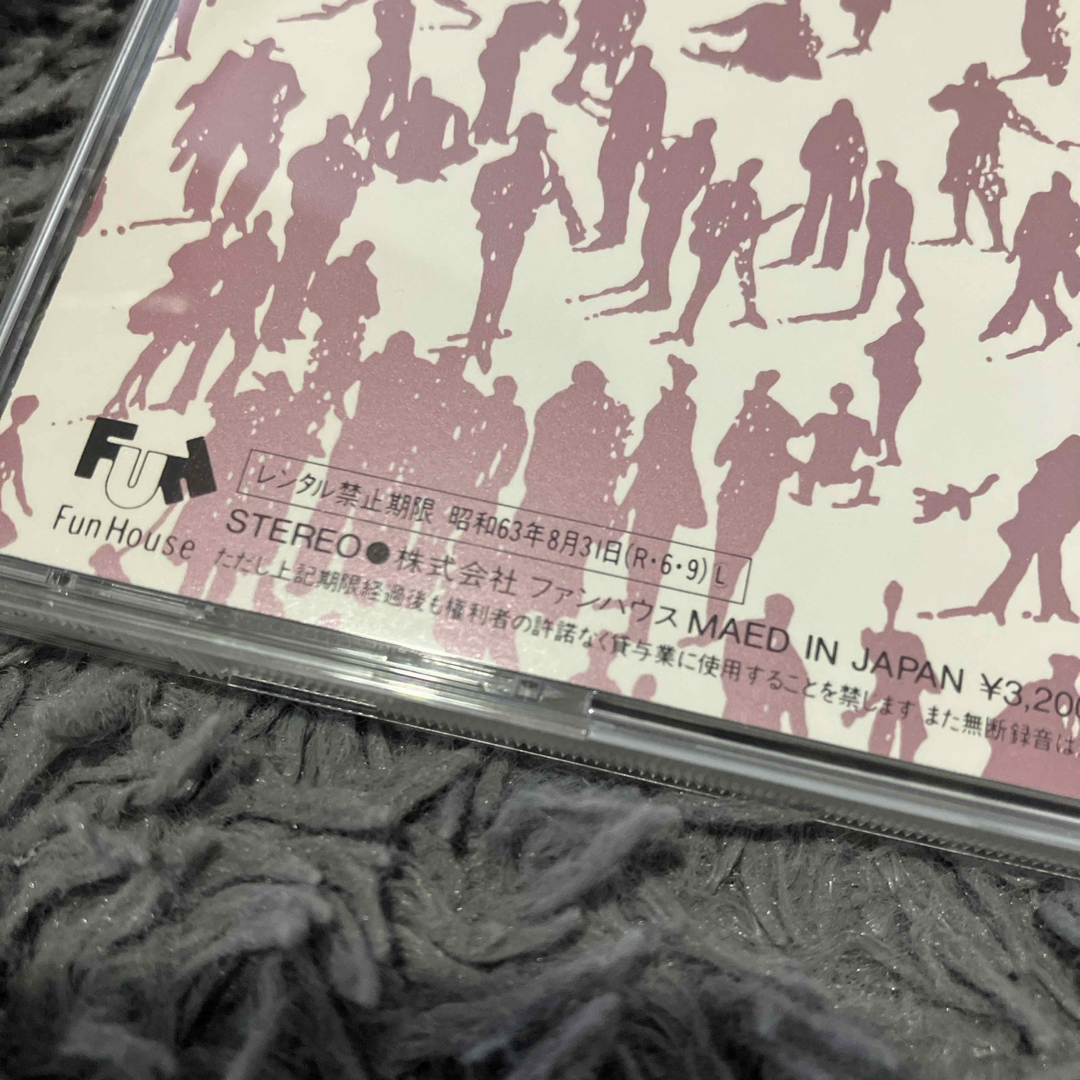 Fun
Fun House
レンタル禁止期限 昭和63年8月31日(R・6・9)L
STEREO●株式会社 ファンハウス MAED IN JAPAN ¥3,200
ただし上記期限経過後も権利者の許諾なく貸与業に使用することを禁します また無断録音は